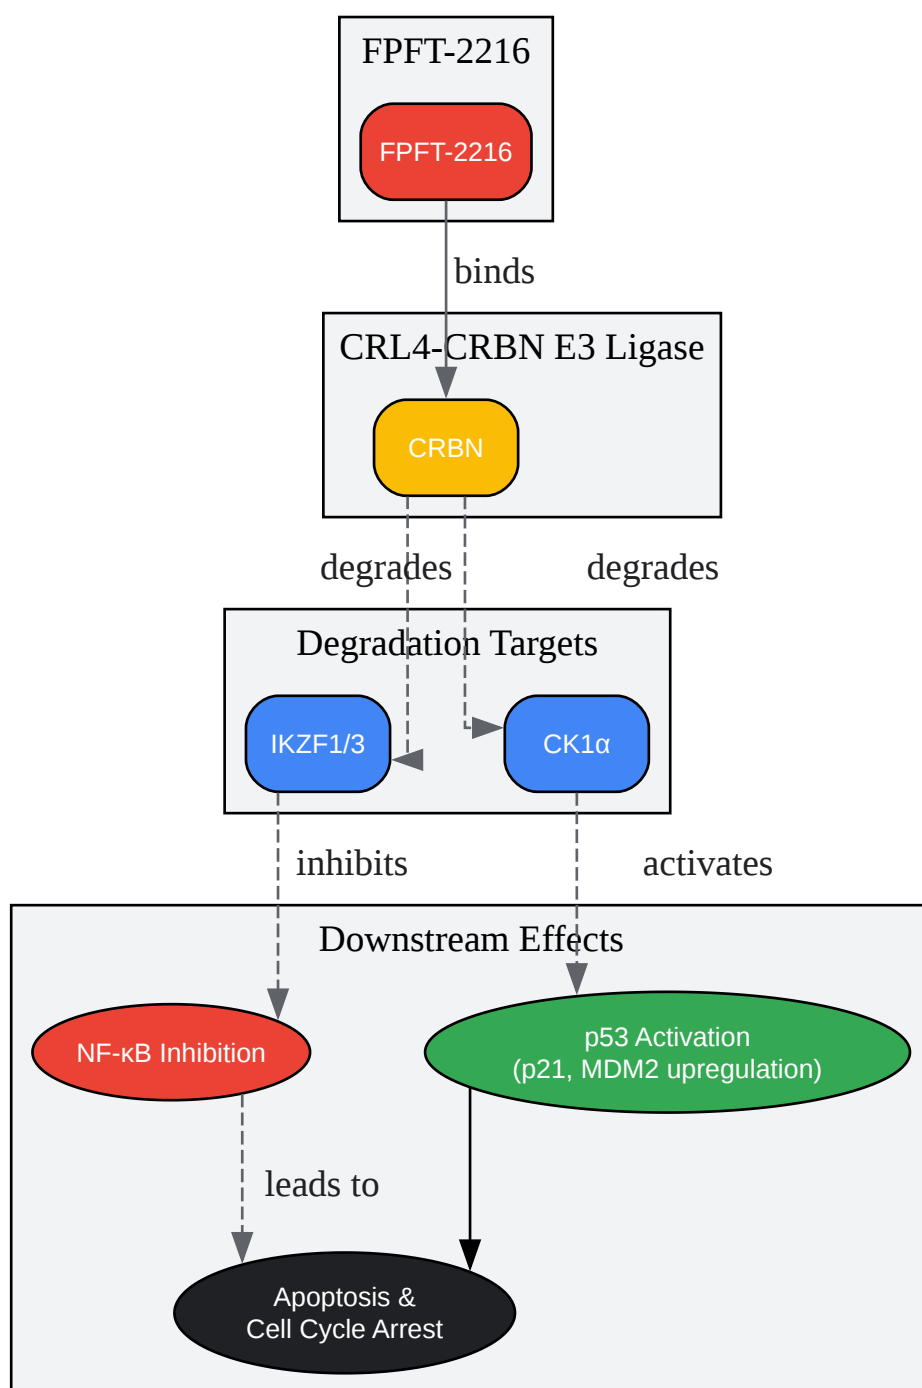 FPFT-2216
FPFT-2216
binds
CRL4-CRBN E3 Ligase
CRBN
degrades
degrades
Degradation Targets
IKZF1/3
CK1α
inhibits
activates
Downstream Effects
NF-κB Inhibition
p53 Activation
(p21, MDM2 upregulation)
leads to
Apoptosis &
Cell Cycle Arrest